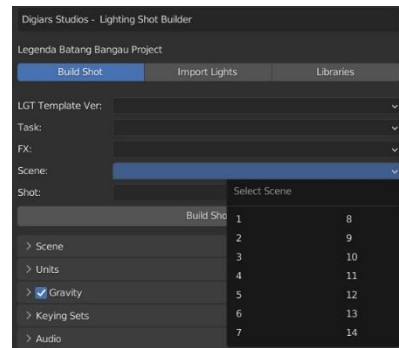 Digiars Studios - Lighting Shot Builder
Legenda Batang Bangau Project
Build Shot Import Lights Libraries
LGT Template Ver:
Task:
FX:
Scene:
Shot:
Select Scene
Build Sho
1 8
2 9
3 10
4 11
5 12
6 13
7 14
> Scene
> Units
> Gravity
> Keying Sets
> Audio